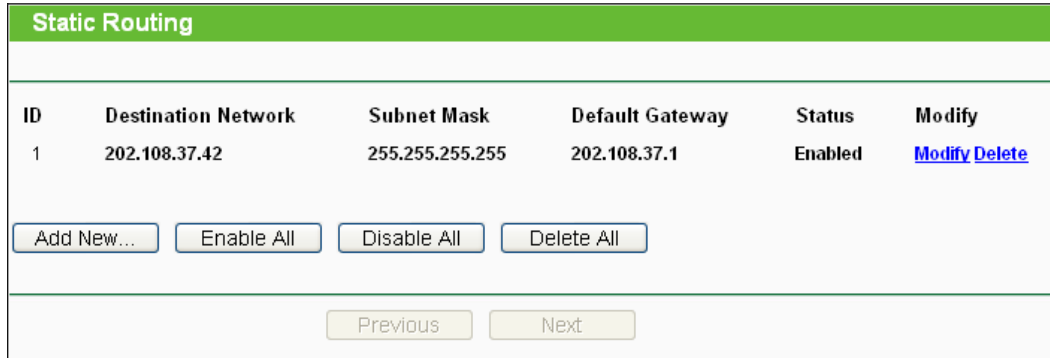 Static Routing
ID Destination Network Subnet Mask Default Gateway Status Modify
1 202.108.37.42 255.255.255.255 202.108.37.1 Enabled Modify Delete
Add New... Enable All Disable All Delete All
Previous Next